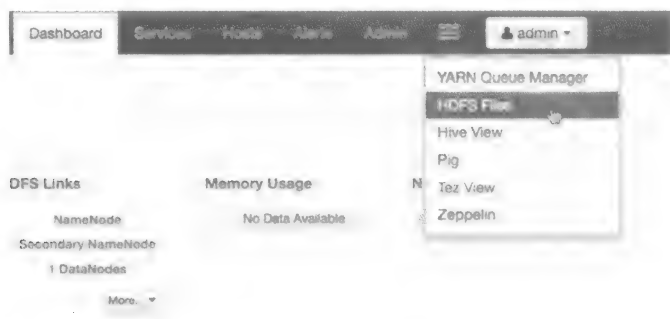 Dashboard Services Hosts Alerts Admin admin
YARN Queue Manager
HDFS Files
Hive View
Pig
Tez View
Zeppelin
DFS Links
NameNode
Secondary NameNode
1 DataNodes
More.
Memory Usage
No Data Available
N